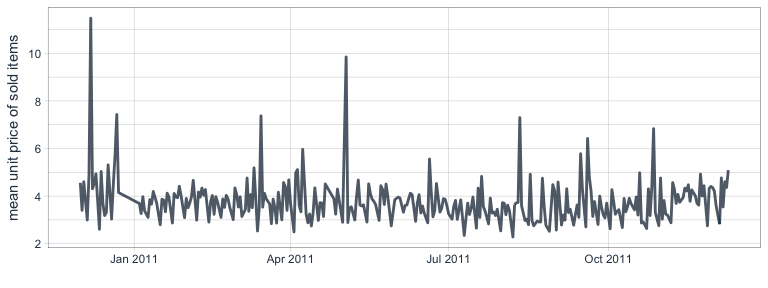 mean unit price of sold items
10
8
6
4
2
Jan 2011
Apr 2011
Jul 2011
Oct 2011